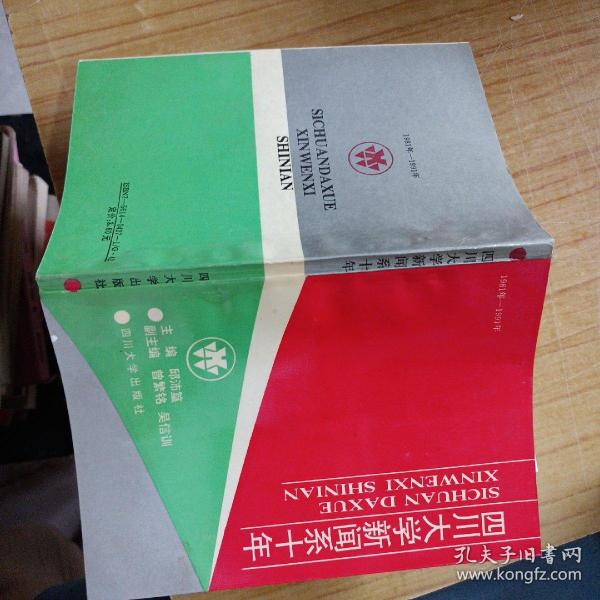 1981年—1991年
四川大学新闻系十年
SICHUAN DAXUE
XINWENXI SHINIAN
主　编　邱沛篁
副主编　曾繁铭　吴信训
四川大学出版社
四川大学新闻系十年
四川大学出版社
1981年—1991年
SICHUANDAXUE
XINWENXI
SHINIAN
孔夫子旧书网
www.kongfz.com